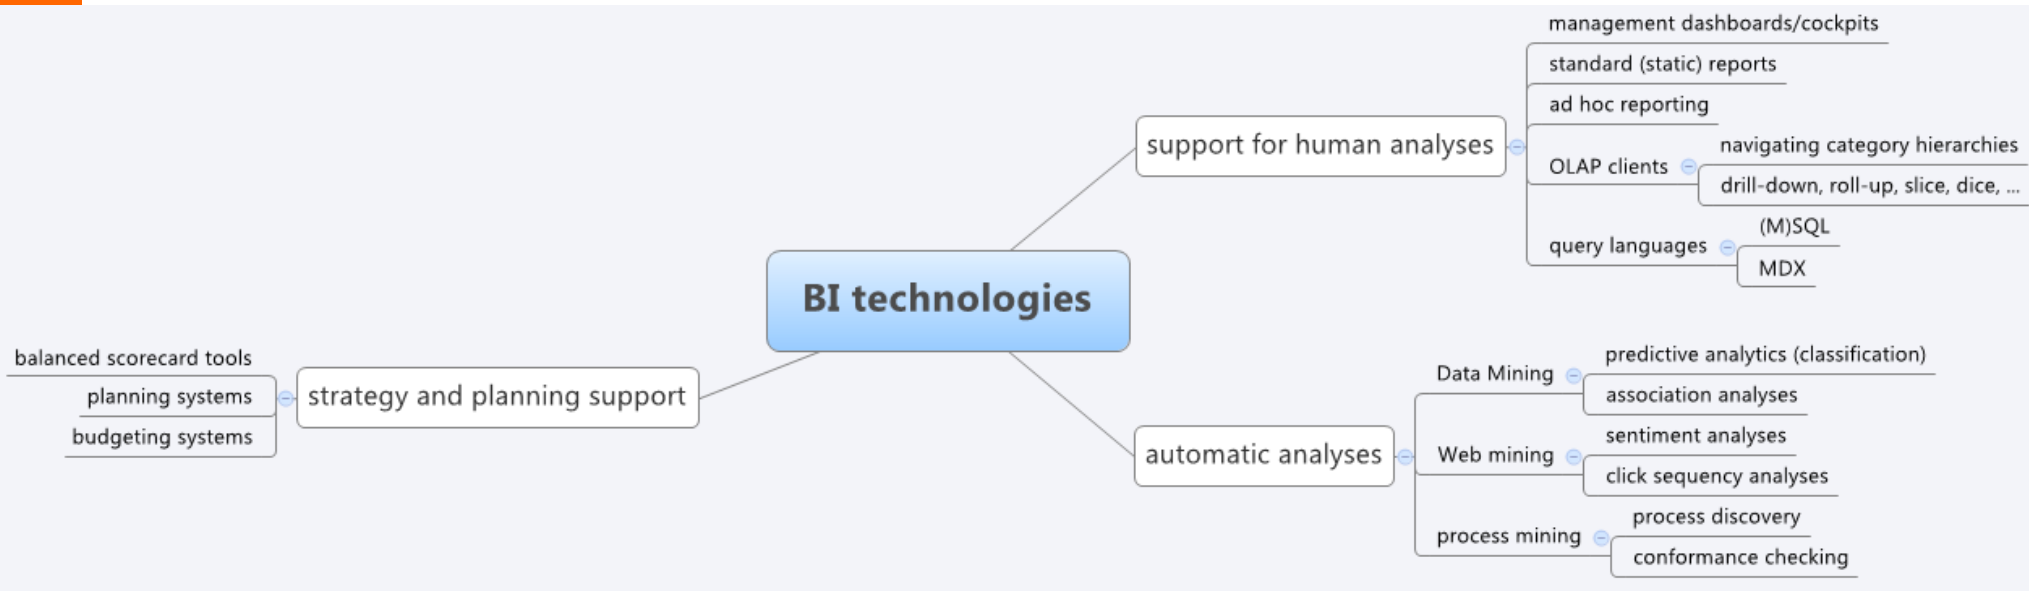 management dashboards/cockpits
standard (static) reports
ad hoc reporting
support for human analyses
OLAP clients
navigating category hierarchies
drill-down, roll-up, slice, dice, ...
query languages
(M)SQL
MDX
BI technologies
strategy and planning support
balanced scorecard tools
planning systems
budgeting systems
automatic analyses
Data Mining
predictive analytics (classification)
association analyses
Web mining
sentiment analyses
click sequency analyses
process mining
process discovery
conformance checking